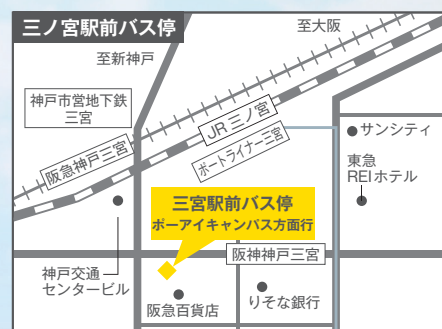 三ノ宮駅前バス停
至大阪
至新神戸
神戸市営地下鉄
三宮
JR三ノ宮
阪急神戸三宮
ポートライナー三宮
サンシティ
東急
REIホテル
三宮駅前バス停
ポーアイキャンパス方面行
阪神神戸三宮
神戸交通
センタービル
阪急百貨店
りそな銀行